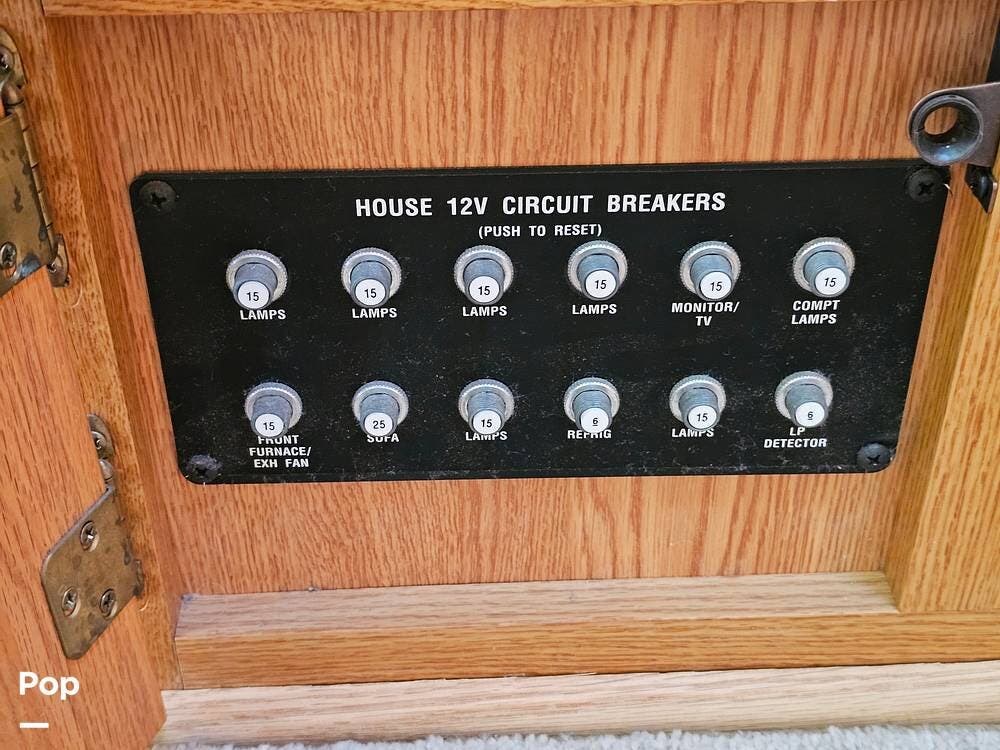 HOUSE 12V CIRCUIT BREAKERS
(PUSH TO RESET)
15 15 15 15 15 15
LAMPS LAMPS LAMPS LAMPS MONITOR/ COMPT
TV LAMPS
15 25 15 6 15 6
FRONT SOFA LAMPS REFRIG LAMPS LP
FURNACE/ DETECTOR
EXH FAN
Pop